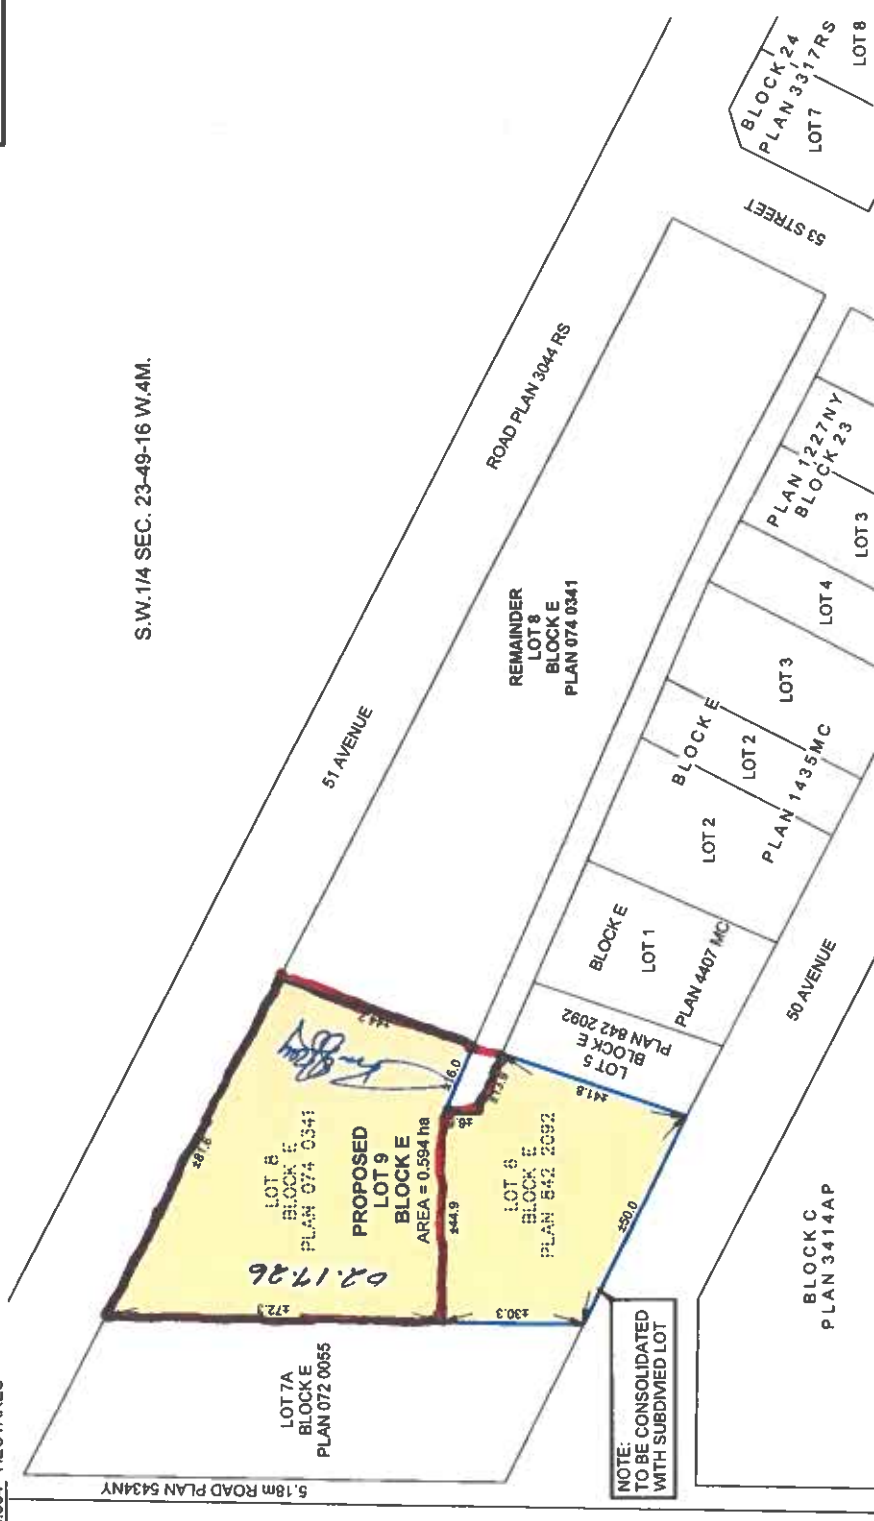 S.W.1/4 SEC. 23-49-16 W.4M.
BLOCK 24
PLAN 3317RS
LOT 8
LOT 7
53 STREET
ROAD PLAN 3044 RS
51 AVENUE
REMAINDER
LOT 8
BLOCK E
PLAN 074 0341
PLAN 1227NY
BLOCK 23
LOT 3
LOT 4
LOT 3
BLOCK E
LOT 2
PLAN 1435MC
LOT 2
BLOCK E
LOT 1
PLAN 4407 MC
LOT 5
BLOCK E
PLAN 842 2092
50 AVENUE
±81.6
±44.2
±16.0
±13.9
±41.8
±44.9
±50.0
±30.3
±72.3
LOT 8
BLOCK E
PLAN 074 0341
PROPOSED
LOT 9
BLOCK E
AREA = 0.594 ha
02.17.26
LOT 6
BLOCK E
PLAN 842 2092
LOT 7A
BLOCK E
PLAN 072 0055
5.18m ROAD PLAN 5434NY
NOTE:
TO BE CONSOLIDATED
WITH SUBDIVIED LOT
BLOCK C
PLAN 3414AP